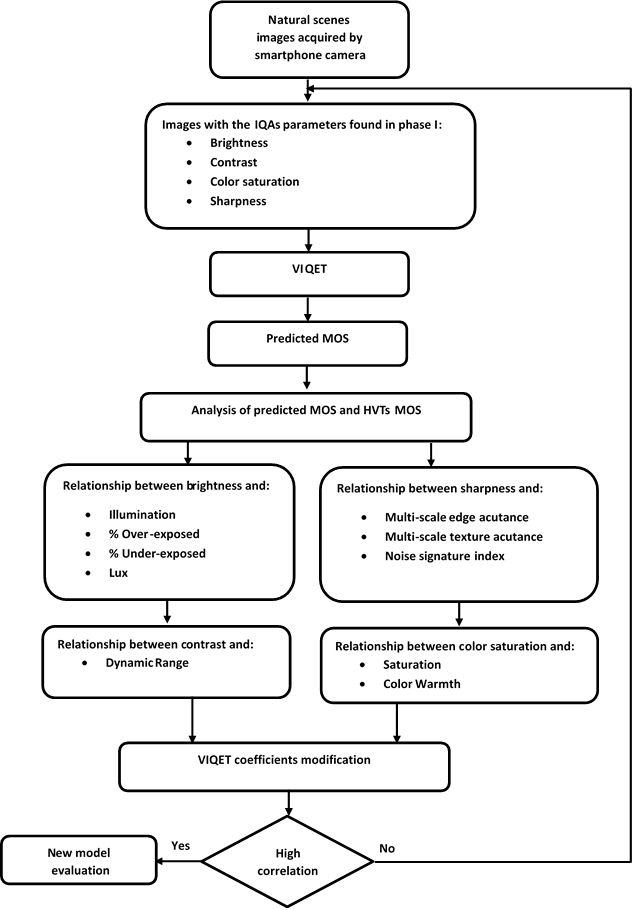 Natural scenes
images acquired by
smartphone camera
Images with the IQAs parameters found in phase I:
• Brightness
• Contrast
• Color saturation
• Sharpness
VIQET
Predicted MOS
Analysis of predicted MOS and HVTs MOS
Relationship between brightness and:
• Illumination
• % Over-exposed
• % Under-exposed
• Lux
Relationship between sharpness and:
• Multi-scale edge acutance
• Multi-scale texture acutance
• Noise signature index
Relationship between contrast and:
• Dynamic Range
Relationship between color saturation and:
• Saturation
• Color Warmth
VIQET coefficients modification
High
correlation
Yes
No
New model
evaluation